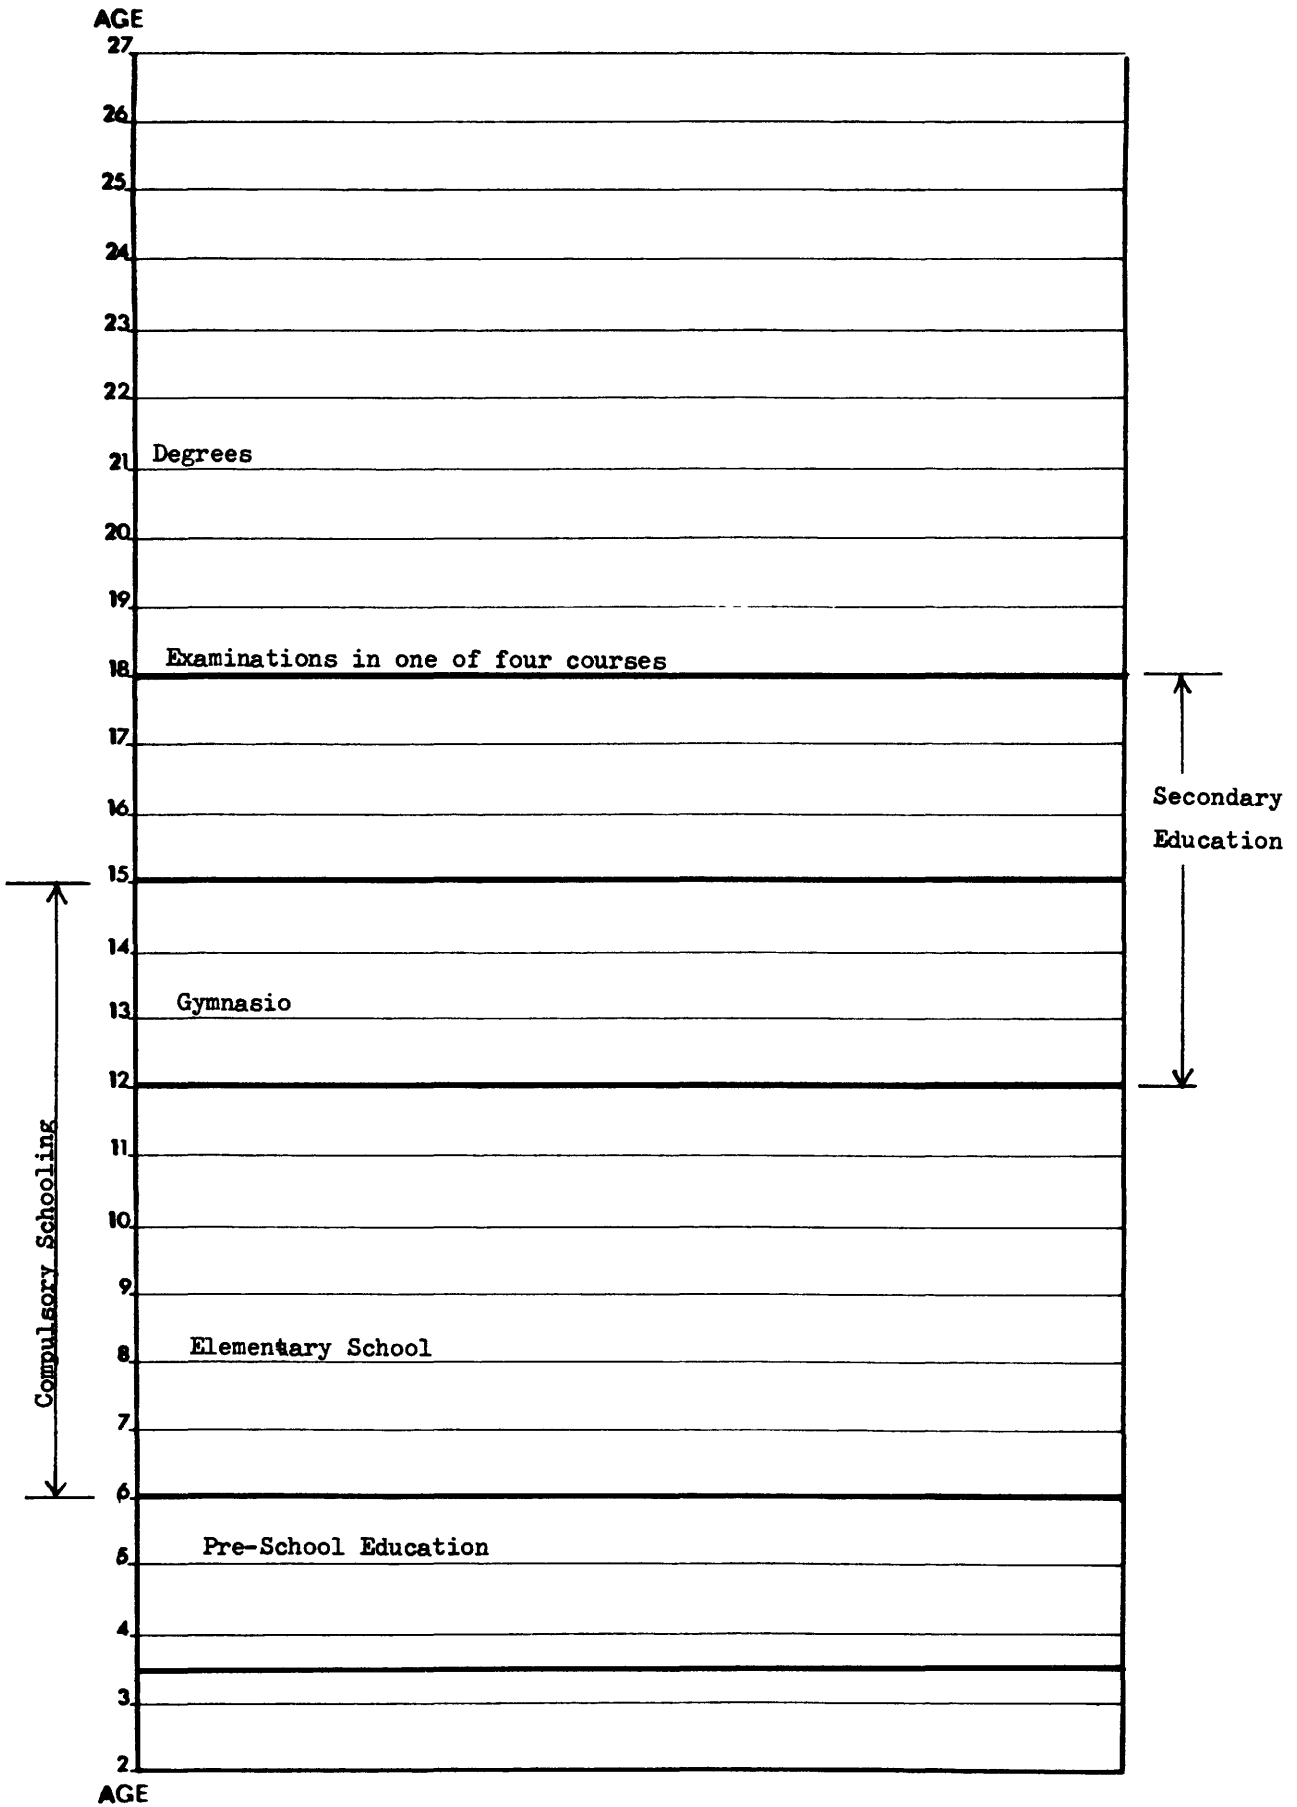 AGE
27
26
25
24
23
22
21 Degrees
20
19
18 Examinations in one of four courses
17
16
Secondary
Education
15
14
13 Gymnasio
12
11
10
9
8 Elementary School
7
6
Compulsory Schooling
5 Pre-School Education
4
3
2
AGE